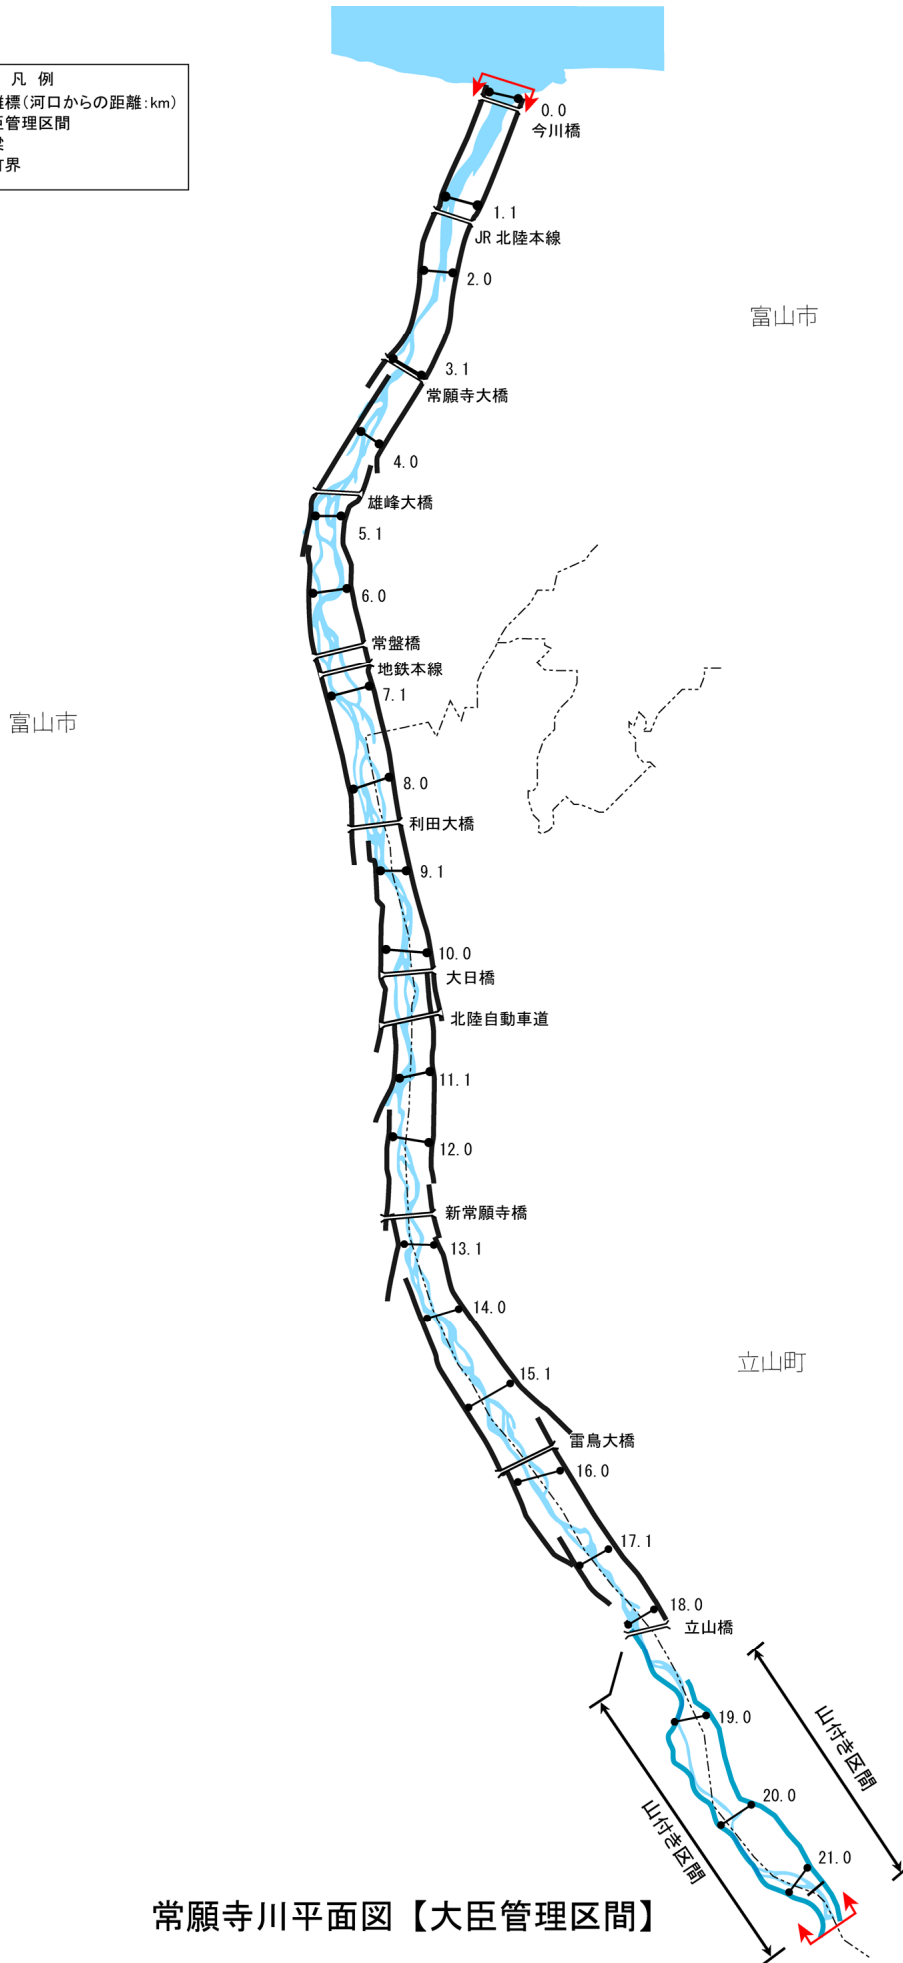 凡 例
標(河口からの距離:km)
管理区間
界
0.0
今川橋
1.1
JR 北陸本線
2.0
富山市
3.1
常願寺大橋
4.0
雄峰大橋
5.1
6.0
常盤橋
地鉄本線
7.1
富山市
8.0
利田大橋
9.1
10.0
大日橋
北陸自動車道
11.1
12.0
新常願寺橋
13.1
14.0
立山町
15.1
雷鳥大橋
16.0
17.1
18.0
立山橋
19.0
山付き区間
20.0
山付き区間
21.0
常願寺川平面図【大臣管理区間】